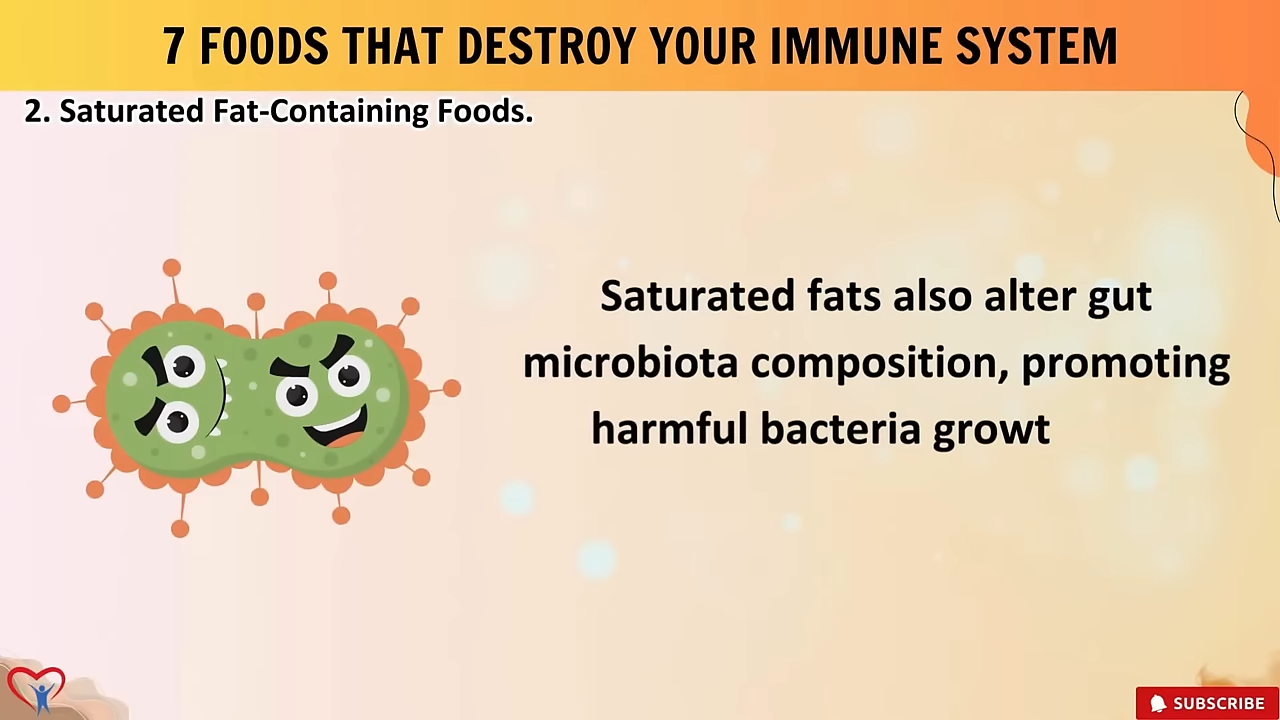 7 FOODS THAT DESTROY YOUR IMMUNE SYSTEM
2. Saturated Fat-Containing Foods.
Saturated fats also alter gut
microbiota composition, promoting
harmful bacteria growt
SUBSCRIBE